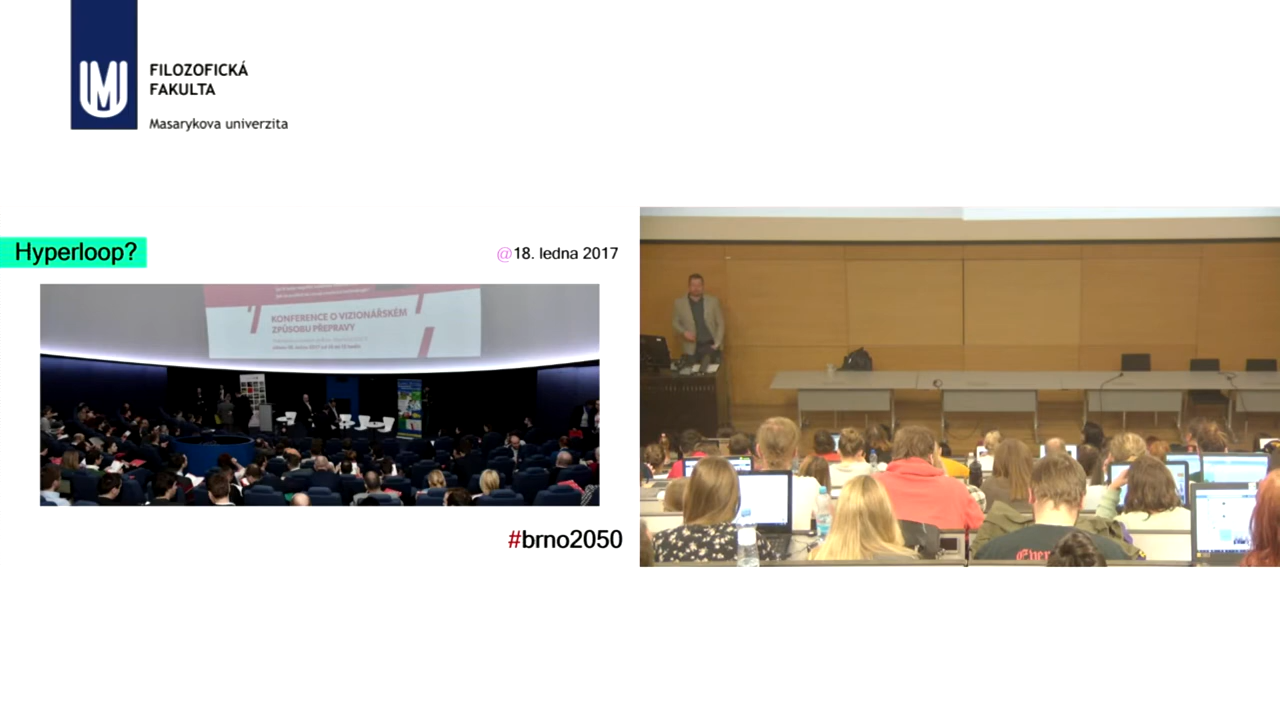 FILOZOFICKÁ
FAKULTA
Masarykova univerzita
Hyperloop?
@18. ledna 2017
KONFERENCE O VIZIONÁŘSKÉM
ZPŮSOBU PŘEPRAVY
#brno2050